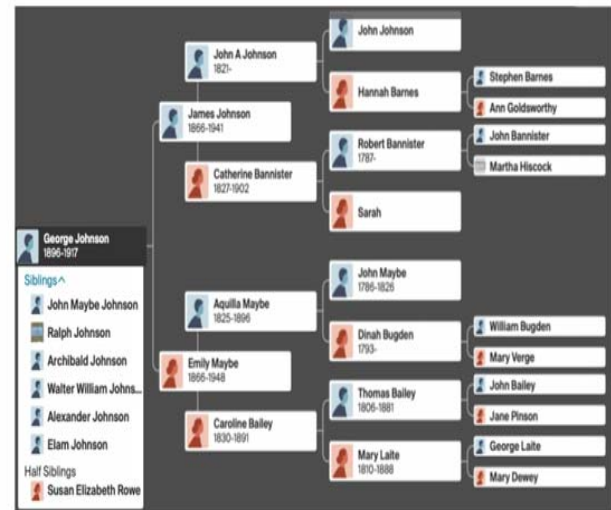 John Johnson
John A Johnson
1821-
Hannah Barnes
Stephen Barnes
Ann Goldsworthy
James Johnson
1866-1941
Robert Bannister
1787-
John Bannister
Martha Hiscock
Catherine Bannister
1827-1902
Sarah
George Johnson
1896-1917
Siblings
John Maybe Johnson
Ralph Johnson
Archibald Johnson
Walter William Johns...
Alexander Johnson
Elam Johnson
Half Siblings
Susan Elizabeth Rowe
Aquilla Maybe
1825-1896
John Maybe
1786-1826
Dinah Bugden
1793-
William Bugden
Mary Verge
Emily Maybe
1866-1948
Thomas Bailey
1806-1881
John Bailey
Jane Pinson
Caroline Bailey
1830-1891
Mary Laite
1810-1888
George Laite
Mary Dewey